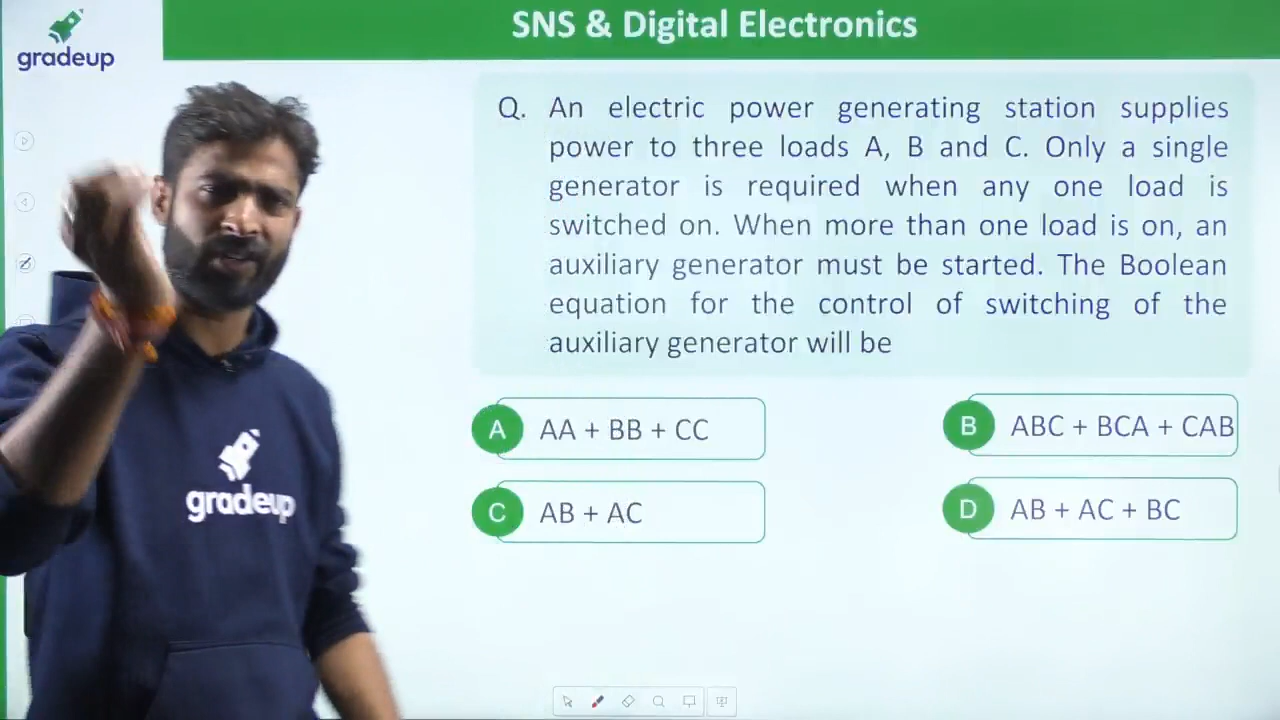 gradeup
SNS & Digital Electronics
Q. An electric power generating station supplies
power to three loads A, B and C. Only a single
generator is required when any one load is
switched on. When more than one load is on, an
auxiliary generator must be started. The Boolean
equation for the control of switching of the
auxiliary generator will be
A AA + BB + CC
B ABC + BCA + CAB
C AB + AC
D AB + AC + BC
gradeup